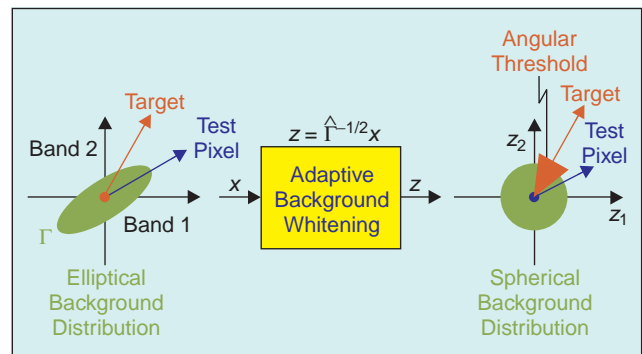 Angular
Threshold
Target
Test
Pixel
Band 2
Band 1
Γ
Elliptical
Background
Distribution
z = Γ̂⁻¹/²x
x
Adaptive
Background
Whitening
z
Target
z₂
Test
Pixel
z₁
Spherical
Background
Distribution